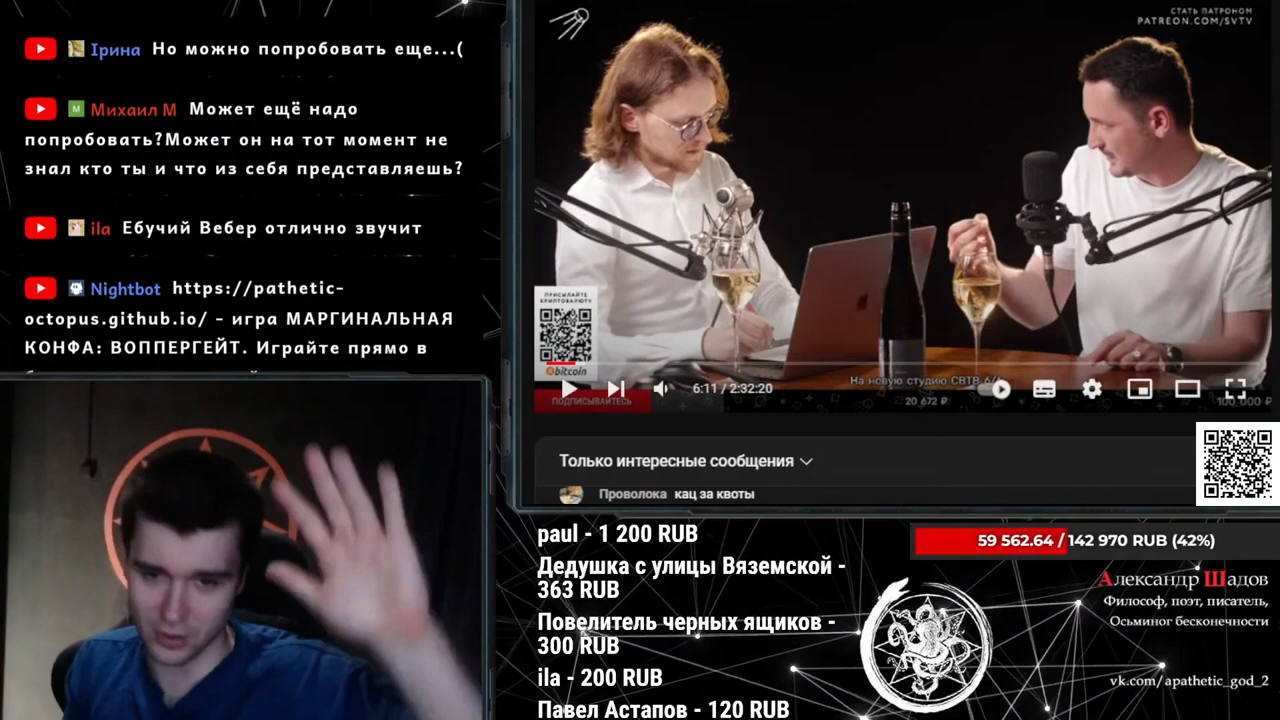 Ірина Но можно попробовать еще...(
Михаил М Может ещё надо
попробовать?Может он на тот момент не
знал кто ты и что из себя представляешь?
ila Ебучий Вебер отлично звучит
Nightbot https://pathetic-
octopus.github.io/ - игра МАРГИНАЛЬНАЯ
КОНФА: ВОППЕРГЕЙТ. Играйте прямо в
СТАТЬ ПАТРОНОМ
PATREON.COM/SVTV
ПРИСЫЛАЙТЕ
КРИПТОВАЛЮТУ
bitcoin
ПОДПИСЫВАЙТЕСЬ
6:11 / 2:32:20
На новую студию СВТВ 6/6
20 672 ₽
100 000 ₽
Только интересные сообщения
Проволока кац за квоты
paul - 1 200 RUB
Дедушка с улицы Вяземской -
363 RUB
Повелитель черных ящиков -
300 RUB
ila - 200 RUB
Павел Астапов - 120 RUB
59 562.64 / 142 970 RUB (42%)
Александр Шадов
Философ, поэт, писатель,
Осьминог бесконечности
vk.com/apathetic_god_2